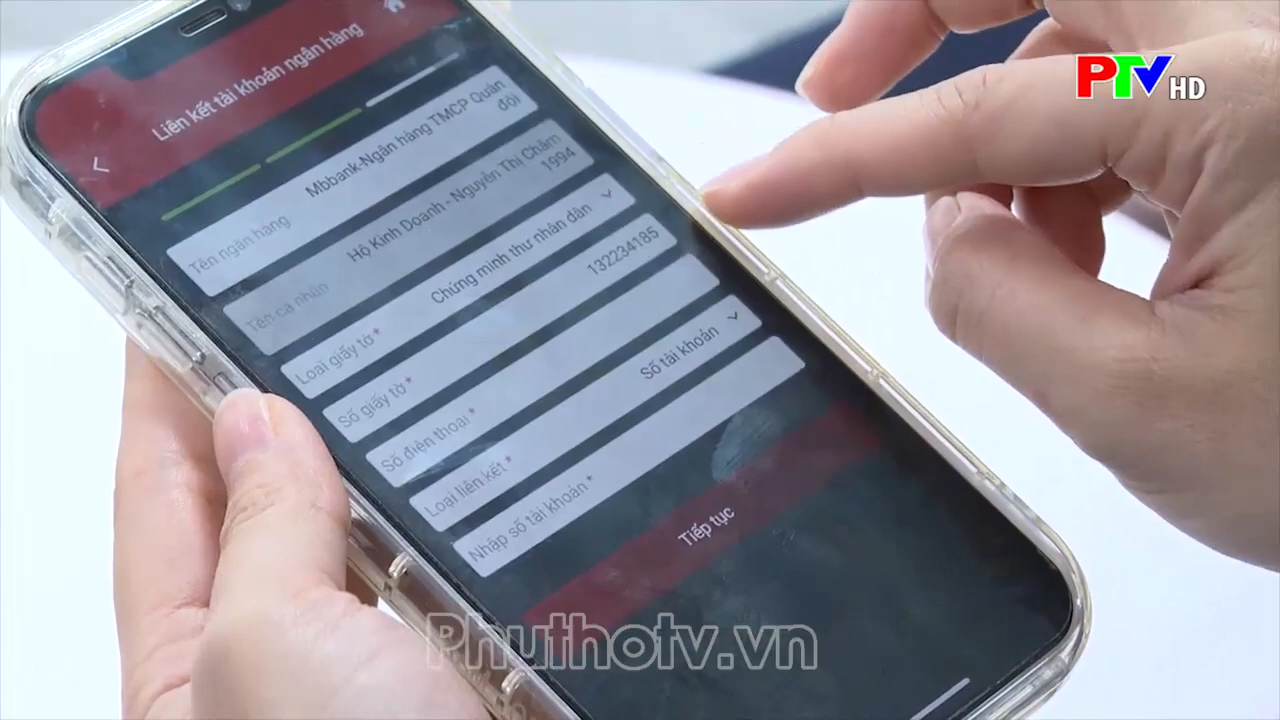 PTV HD
Liên kết tài khoản ngân hàng
Tên ngân hàng
Mbbank-Ngân hàng TMCP Quân
đội
Tên cá nhân
Hộ Kinh Doanh - Nguyễn Thị Châm
1994
Loại giấy tờ *
Chứng minh thư nhân dân
Số giấy tờ *
132234185
Số điện thoại *
Loại liên kết *
Số tài khoản
Nhập số tài khoản *
Tiếp tục
Phuthotv.vn